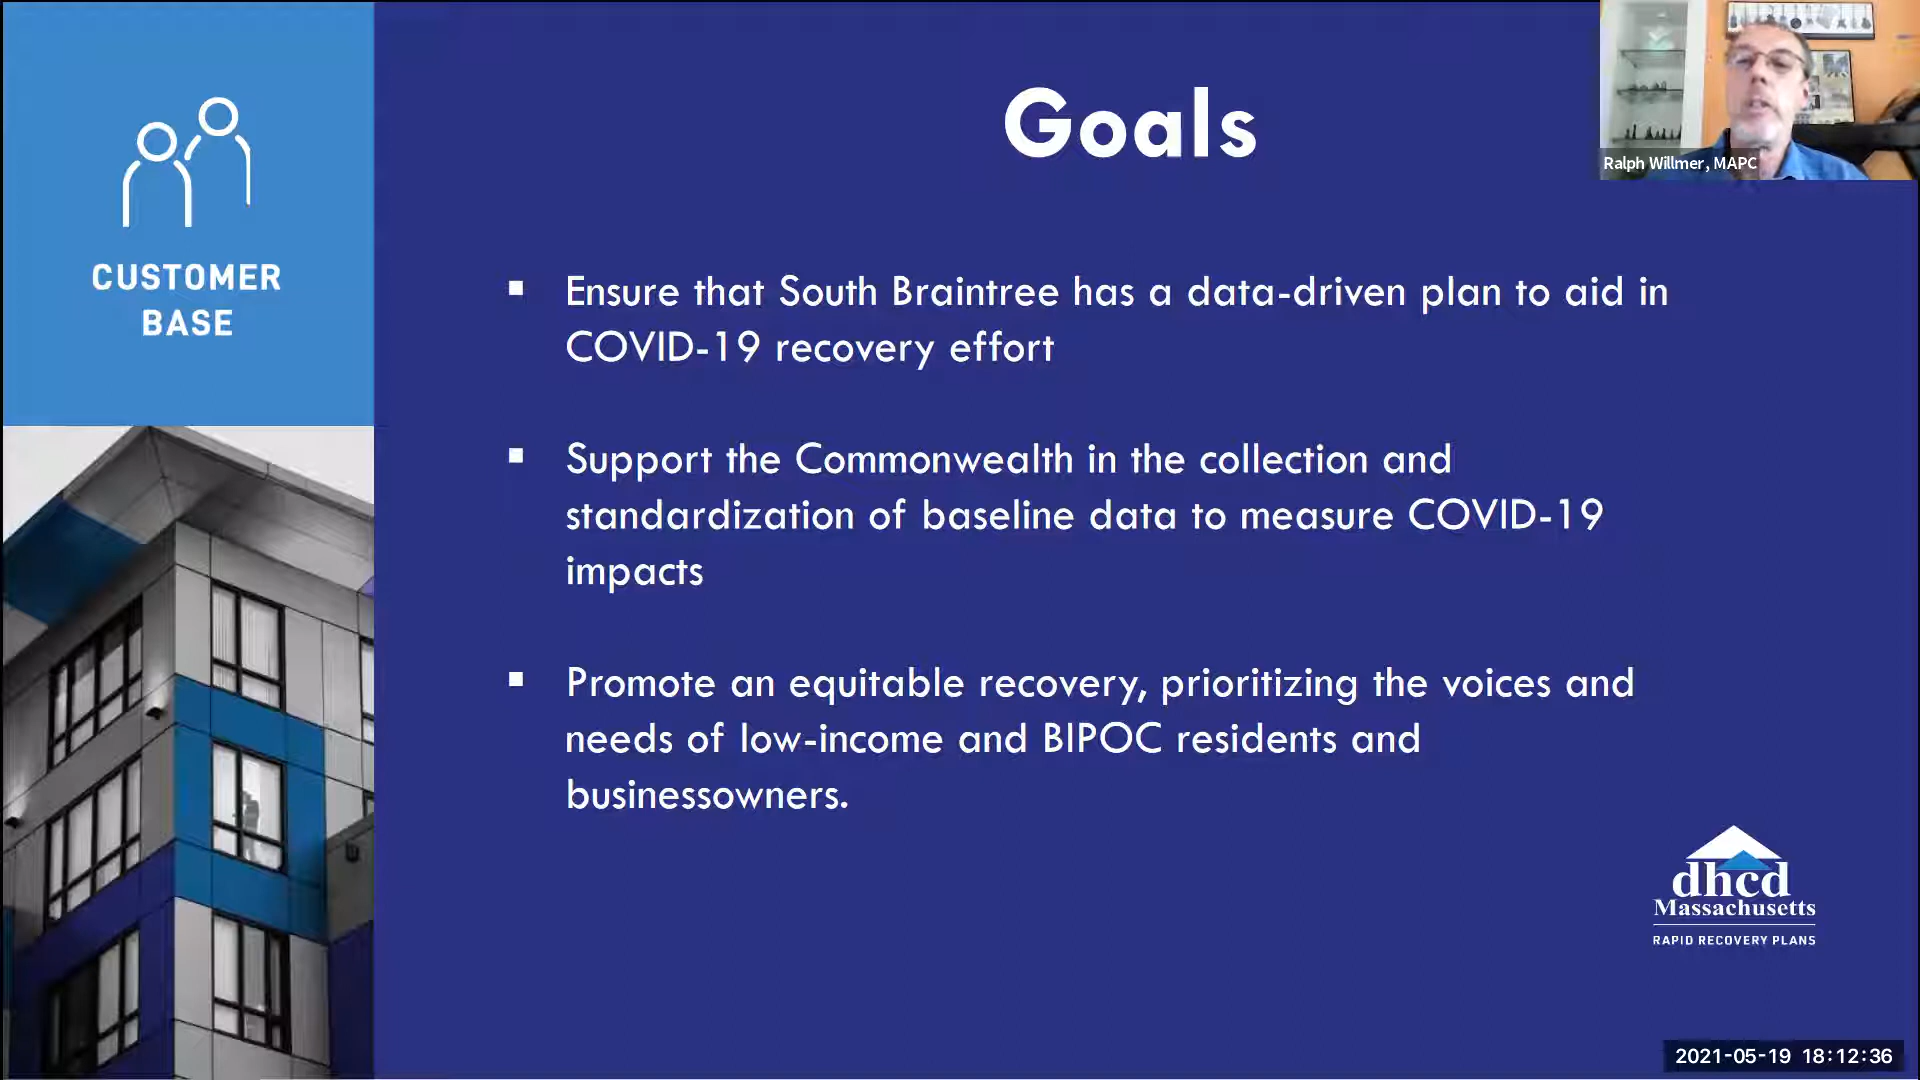 CUSTOMER
BASE
Goals
Ralph Willmer, MAPC
▪ Ensure that South Braintree has a data-driven plan to aid in
COVID-19 recovery effort
▪ Support the Commonwealth in the collection and
standardization of baseline data to measure COVID-19
impacts
▪ Promote an equitable recovery, prioritizing the voices and
needs of low-income and BIPOC residents and
businessowners.
dhcd
Massachusetts
RAPID RECOVERY PLANS
2021-05-19 18:12:36